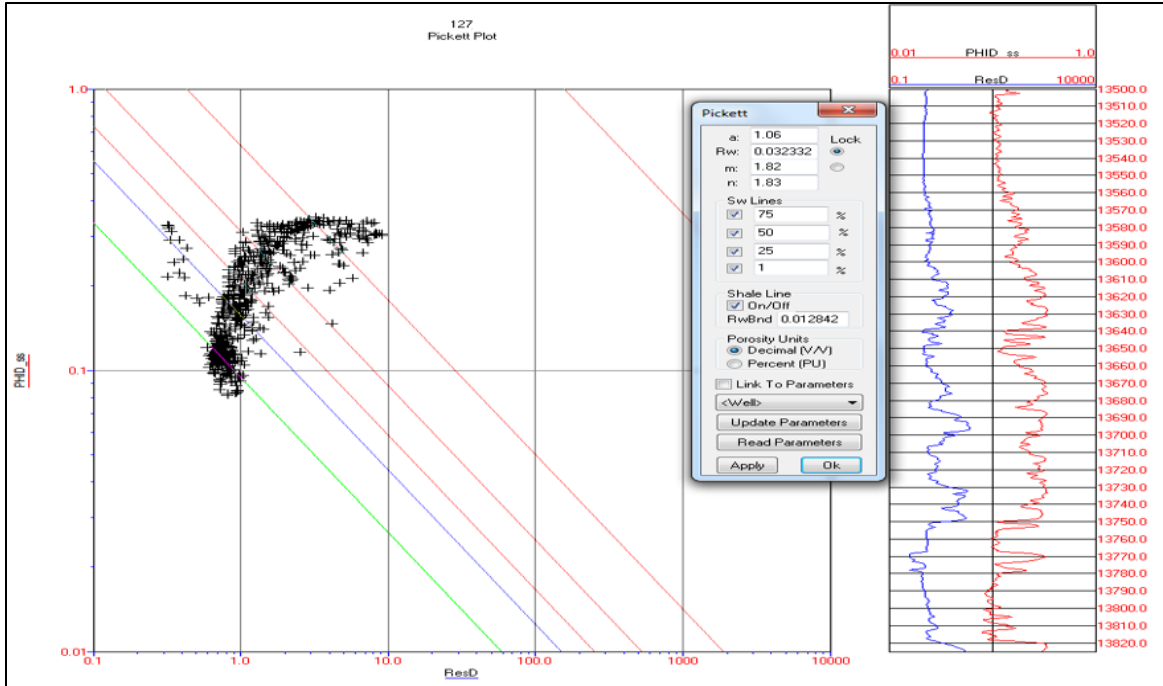 127
Pickett Plot
1.0
0.1
0.01
PHID_ss
0.1 1.0 10.0 100.0 1000 10000
ResD
Pickett
a: 1.06 Lock
Rw: 0.032332
m: 1.82
n: 1.83
Sw Lines
75 %
50 %
25 %
1 %
Shale Line
On/Off
RwBnd 0.012842
Porosity Units
Decimal (V/V)
Percent (PU)
Link To Parameters
<Well>
Update Parameters
Read Parameters
Apply Ok
0.01 PHID_ss 1.0
0.1 ResD 10000
13500.0
13510.0
13520.0
13530.0
13540.0
13550.0
13560.0
13570.0
13580.0
13590.0
13600.0
13610.0
13620.0
13630.0
13640.0
13650.0
13660.0
13670.0
13680.0
13690.0
13700.0
13710.0
13720.0
13730.0
13740.0
13750.0
13760.0
13770.0
13780.0
13790.0
13800.0
13810.0
13820.0